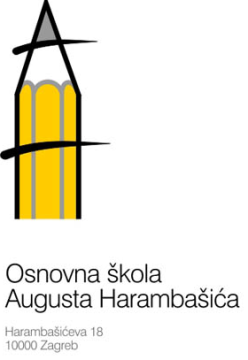 Osnovna škola
Augusta Harambašića
Harambašićeva 18
10000 Zagreb